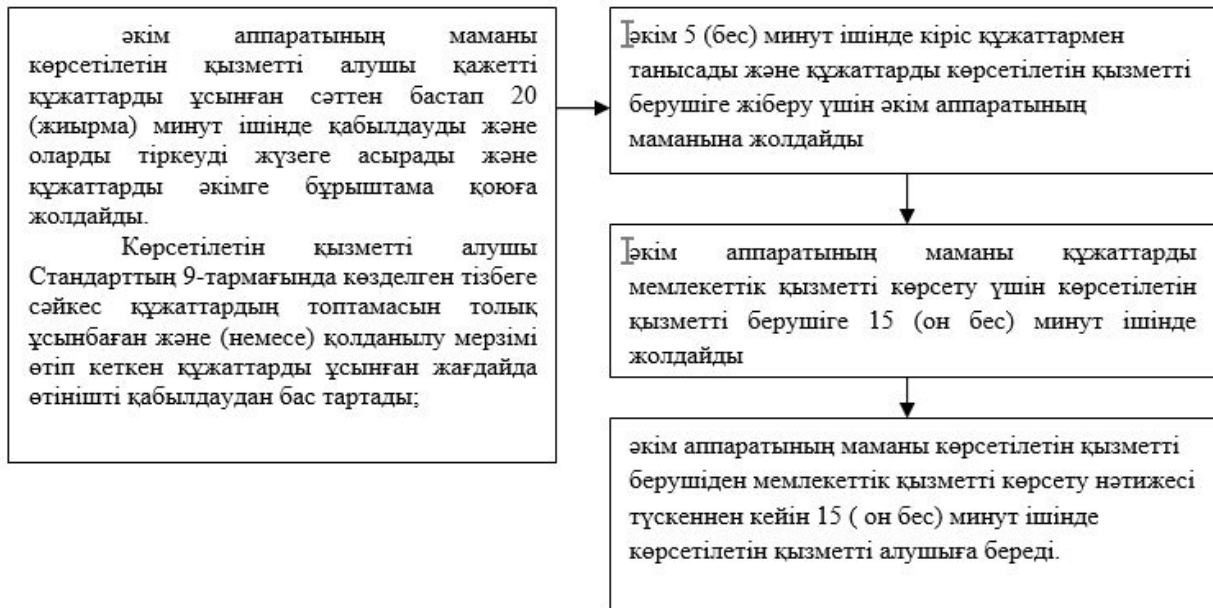 әкім аппаратының маманы
көрсетілетін қызметті алушы қажетті
құжаттарды ұсынған сәттен бастап 20
(жиырма) минут ішінде қабылдауды және
оларды тіркеуді жүзеге асырады және
құжаттарды әкімге бұрыштама қоюға
жолдайды.
Көрсетілетін қызметті алушы
Стандарттың 9-тармағында көзделген тізбеге
сәйкес құжаттардың топтамасын толық
ұсынбаған және (немесе) қолданылу мерзімі
өтіп кеткен құжаттарды ұсынған жағдайда
өтінішті қабылдаудан бас тартады;
әкім 5 (бес) минут ішінде кіріс құжаттармен
танысады және құжаттарды көрсетілетін қызметті
берушіге жіберу үшін әкім аппаратының
маманына жолдайды
әкім аппаратының маманы құжаттарды
мемлекеттік қызметті көрсету үшін көрсетілетін
қызметті берушіге 15 (он бес) минут ішінде
жолдайды
әкім аппаратының маманы көрсетілетін қызметті
берушіден мемлекеттік қызметті көрсету нәтижесі
түскеннен кейін 15 ( он бес) минут ішінде
көрсетілетін қызметті алушыға береді.